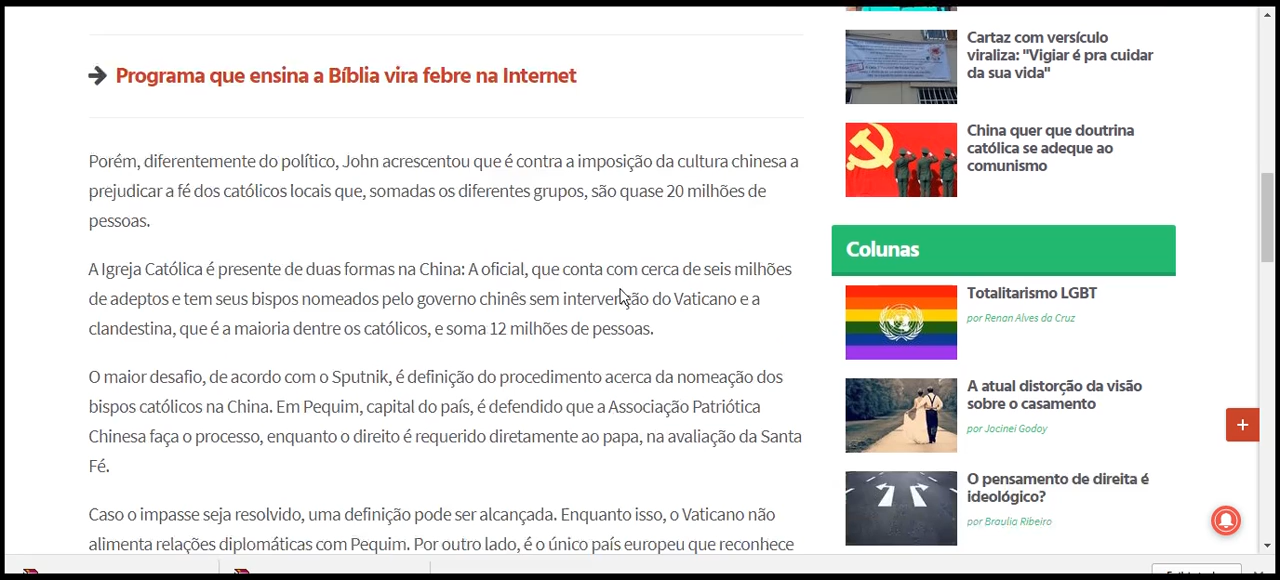 Programa que ensina a Bíblia vira febre na Internet
Porém, diferentemente do político, John acrescentou que é contra a imposição da cultura chinesa a
prejudicar a fé dos católicos locais que, somadas os diferentes grupos, são quase 20 milhões de
pessoas.
A Igreja Católica é presente de duas formas na China: A oficial, que conta com cerca de seis milhões
de adeptos e tem seus bispos nomeados pelo governo chinês sem intervenção do Vaticano e a
clandestina, que é a maioria dentre os católicos, e soma 12 milhões de pessoas.
O maior desafio, de acordo com o Sputnik, é definição do procedimento acerca da nomeação dos
bispos católicos na China. Em Pequim, capital do país, é defendido que a Associação Patriótica
Chinesa faça o processo, enquanto o direito é requerido diretamente ao papa, na avaliação da Santa
Fé.
Caso o impasse seja resolvido, uma definição pode ser alcançada. Enquanto isso, o Vaticano não
alimenta relações diplomáticas com Pequim. Por outro lado, é o único país europeu que reconhece
Cartaz com versículo
viraliza: "Vigiar é pra cuidar
da sua vida"
China quer que doutrina
católica se adeque ao
comunismo
Colunas
Totalitarismo LGBT
por Renan Alves da Cruz
A atual distorção da visão
sobre o casamento
por Jocinei Godoy
O pensamento de direita é
ideológico?
por Braulia Ribeiro